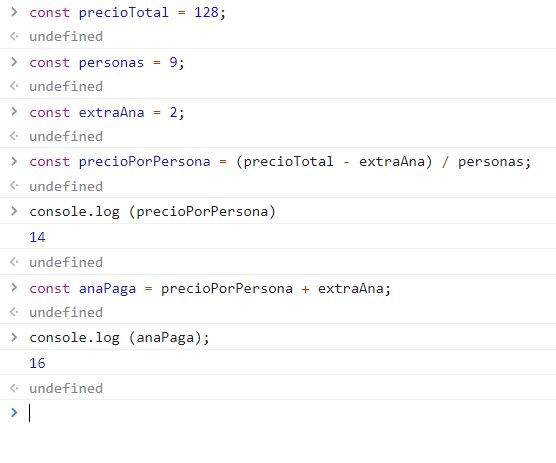 > const precioTotal = 128;
<· undefined
> const personas = 9;
<· undefined
> const extraAna = 2;
<· undefined
> const precioPorPersona = (precioTotal - extraAna) / personas;
<· undefined
> console.log (precioPorPersona)
14
<· undefined
> const anaPaga = precioPorPersona + extraAna;
<· undefined
> console.log (anaPaga);
16
<· undefined
>